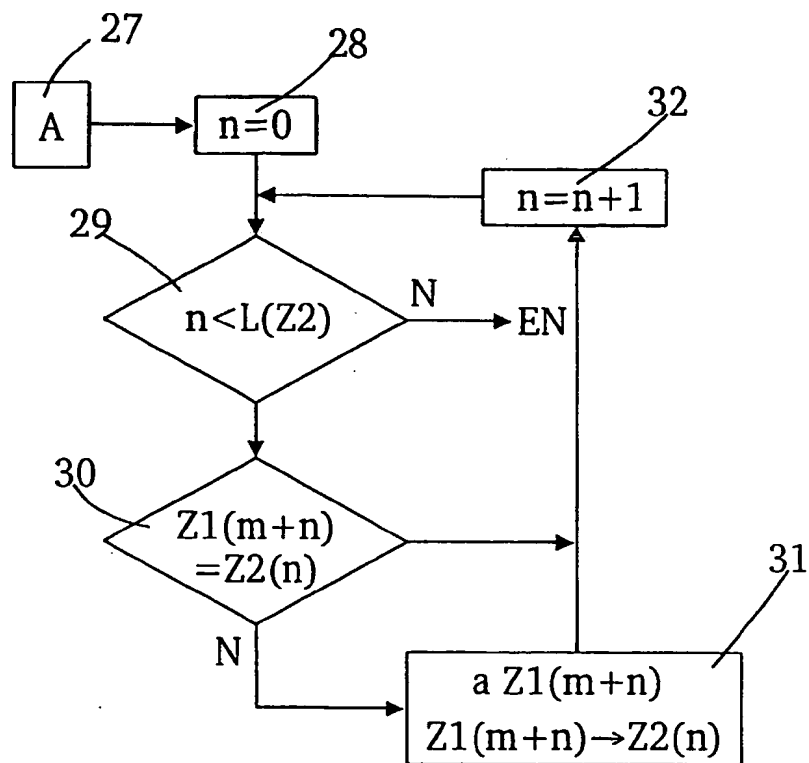 27
28
A
n=0
32
n=n+1
29
n<L(Z2)
N
EN
30
Z1(m+n)
=Z2(n)
N
31
a Z1(m+n)
Z1(m+n)→Z2(n)